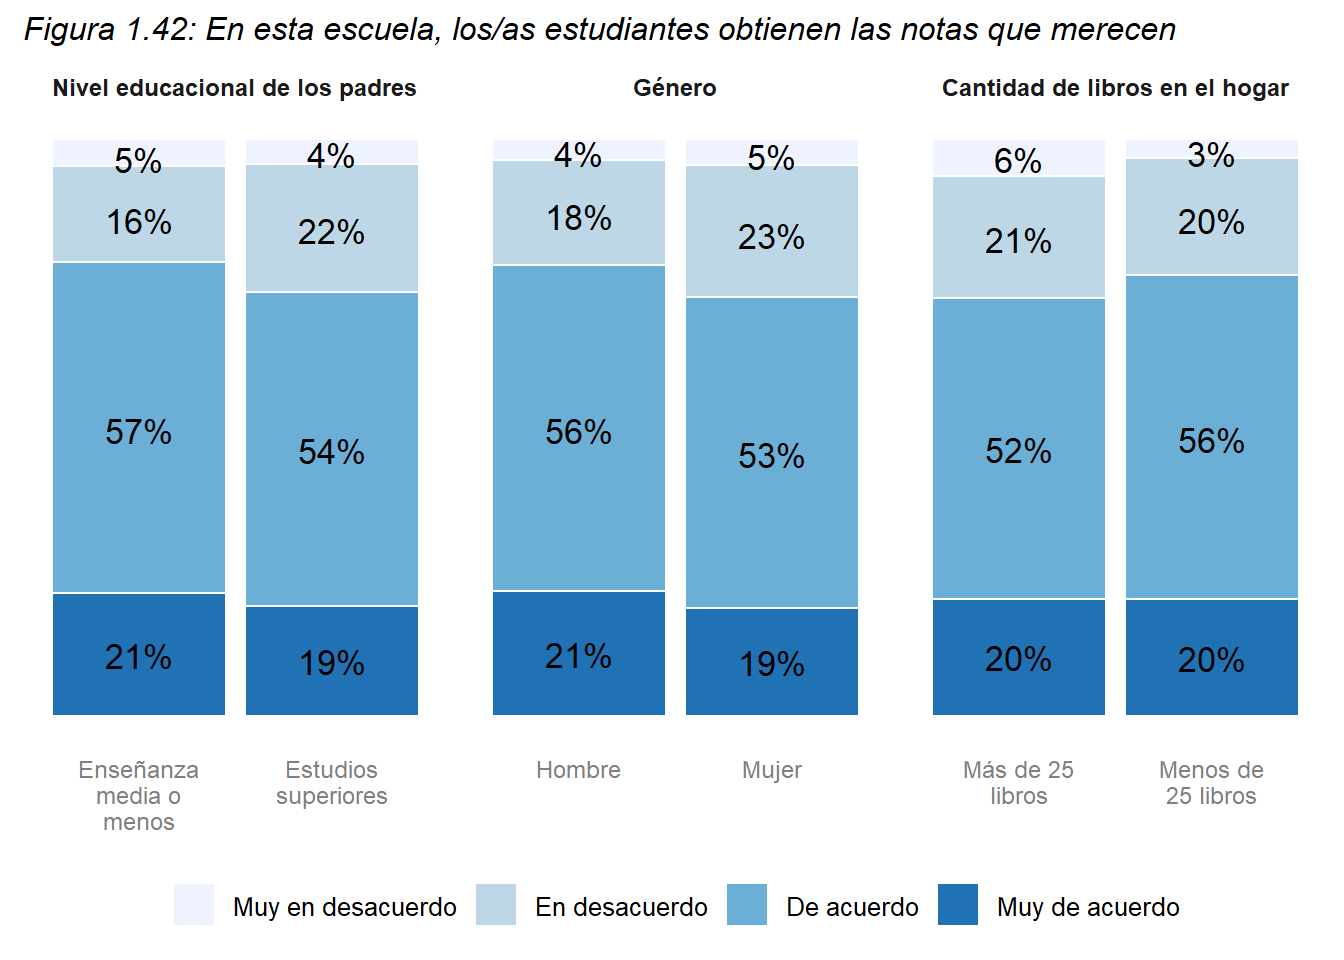 Figura 1.42: En esta escuela, los/as estudiantes obtienen las notas que merecen
Nivel educacional de los padres
5%
4%
16%
22%
57%
54%
21%
19%
Enseñanza
media o
menos
Estudios
superiores
Género
4%
5%
18%
23%
56%
53%
21%
19%
Hombre
Mujer
Cantidad de libros en el hogar
6%
3%
21%
20%
52%
56%
20%
20%
Más de 25
libros
Menos de
25 libros
Muy en desacuerdo
En desacuerdo
De acuerdo
Muy de acuerdo